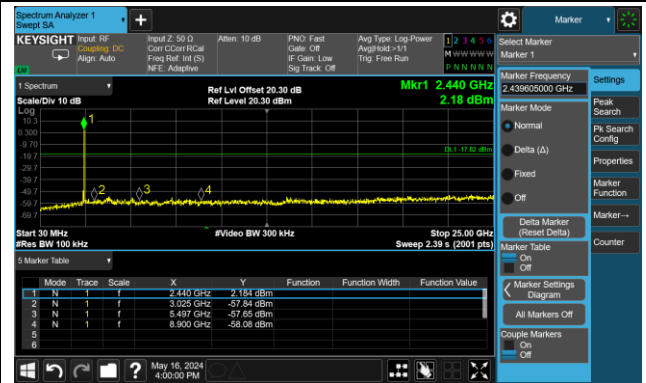 Spectrum Analyzer 1
Swept SA
Marker
KEYSIGHT
Input: RF
Coupling: DC
Align: Auto
Input Z: 50 Ω
Corr CCorr RCal
Freq Ref: Int (S)
NFE: Adaptive
Atten: 10 dB
PNO: Fast
Gate: Off
IF Gain: Low
Sig Track: Off
Avg Type: Log-Power
Avg|Hold:>1/1
Trig: Free Run
1 2 3 4 5 6
M W W W W W
P N N N N N
Select Marker
Marker 1
1 Spectrum
Scale/Div 10 dB
Log
Ref Lvl Offset 20.30 dB
Ref Level 20.30 dBm
Mkr1 2.440 GHz
2.18 dBm
10.3
0.300
-9.70
-19.7
-29.7
-39.7
-49.7
-59.7
-69.7
1
2
3
4
DL1 -17.82 dBm
Start 30 MHz
#Res BW 100 kHz
#Video BW 300 kHz
Stop 25.00 GHz
Sweep 2.39 s (2001 pts)
5 Marker Table
Mode Trace Scale X Y Function Function Width Function Value
1 N 1 f 2.440 GHz 2.184 dBm
2 N 1 f 3.025 GHz -57.84 dBm
3 N 1 f 5.497 GHz -57.65 dBm
4 N 1 f 8.900 GHz -58.08 dBm
5
6
May 16, 2024
4:00:00 PM
Marker Frequency
2.439605000 GHz
Marker Mode
Normal
Delta (Δ)
Fixed
Off
Delta Marker
(Reset Delta)
Marker Table
On
Off
Marker Settings
Diagram
All Markers Off
Couple Markers
On
Off
Settings
Peak
Search
Pk Search
Config
Properties
Marker
Function
Marker→
Counter